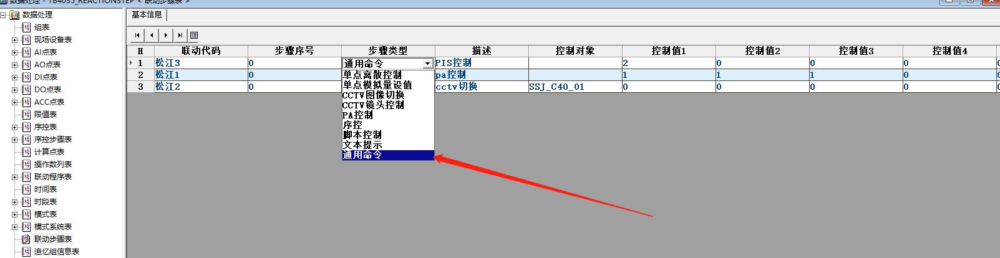 数据处理 - TB4035_REACTIONSTEP < 联动步骤表 >
数据处理
组表
现场设备表
AI点表
AO点表
DI点表
DO点表
ACC点表
限值表
序控表
序控步骤表
计算点表
操作数列表
联动程序表
时间表
时段表
模式表
模式系统表
联动步骤表
追忆组信息表
基本信息
H 联动代码 步骤序号 步骤类型 描述 控制对象 控制值1 控制值2 控制值3 控制值4
1 松江3 0 通用命令 PIS控制 2 0 0 0 0
2 松江1 0 pa控制 1 1 1 0 0
3 松江2 0 cctv切换 SSJ_C40_01 0 0 0 0 0
单点离散控制
单点模拟量设值
CCTV图像切换
CCTV镜头控制
PA控制
序控
脚本控制
文本提示
通用命令